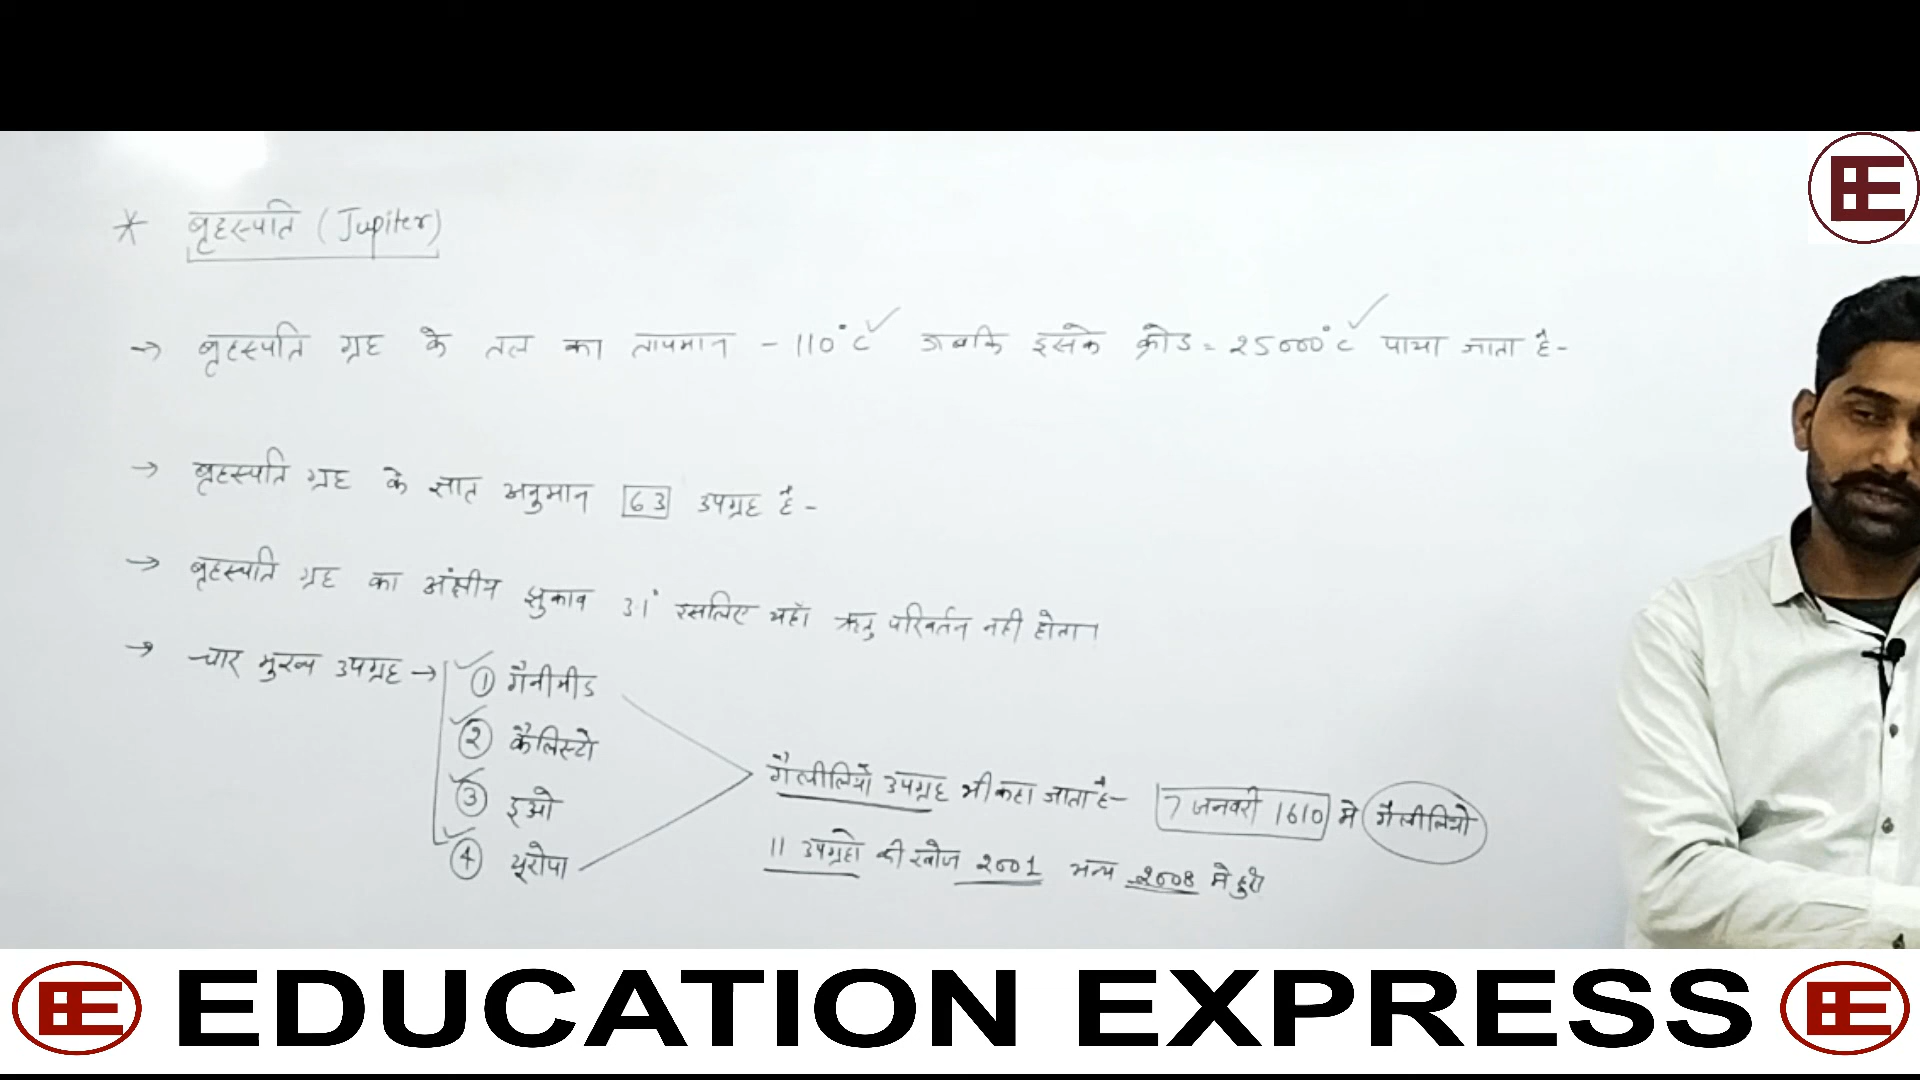 * बृहस्पति (Jupiter)
→ बृहस्पति ग्रह के तल का तापमान - 110°C जबकि इसके क्रोड = 25000°C पाया जाता है -
→ बृहस्पति ग्रह के ज्ञात अनुमान 63 उपग्रह है -
→ बृहस्पति ग्रह का अंक्षीय झुकाव 3.1° इसलिए यहाँ ऋतु परिवर्तन नही होता।
→ चार मुख्य उपग्रह → ① गैनीमीड
② कैलिस्टो
③ इओ
④ यूरोपा
गैलीलियो उपग्रह भी कहा जाता है - 7 जनवरी 1610 मे गैलीलियो
11 उपग्रहो की खोज 2001 अन्य 2008 मे हुयी
EDUCATION EXPRESS